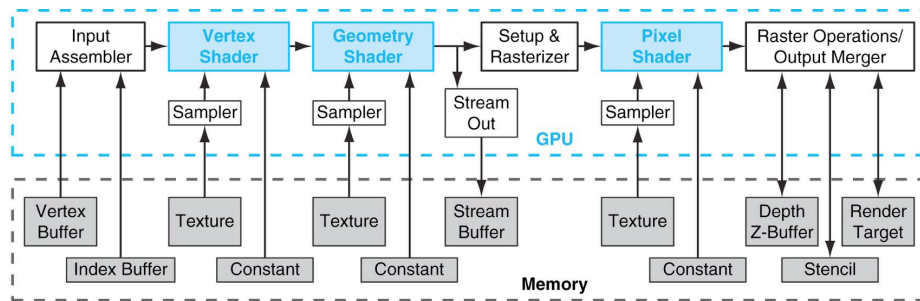 Input
Assembler
Vertex
Shader
Geometry
Shader
Setup &
Rasterizer
Pixel
Shader
Raster Operations/
Output Merger
Sampler
Sampler
Stream
Out
Sampler
GPU
Vertex
Buffer
Texture
Texture
Stream
Buffer
Texture
Depth
Z-Buffer
Render
Target
Index Buffer
Constant
Constant
Constant
Stencil
Memory